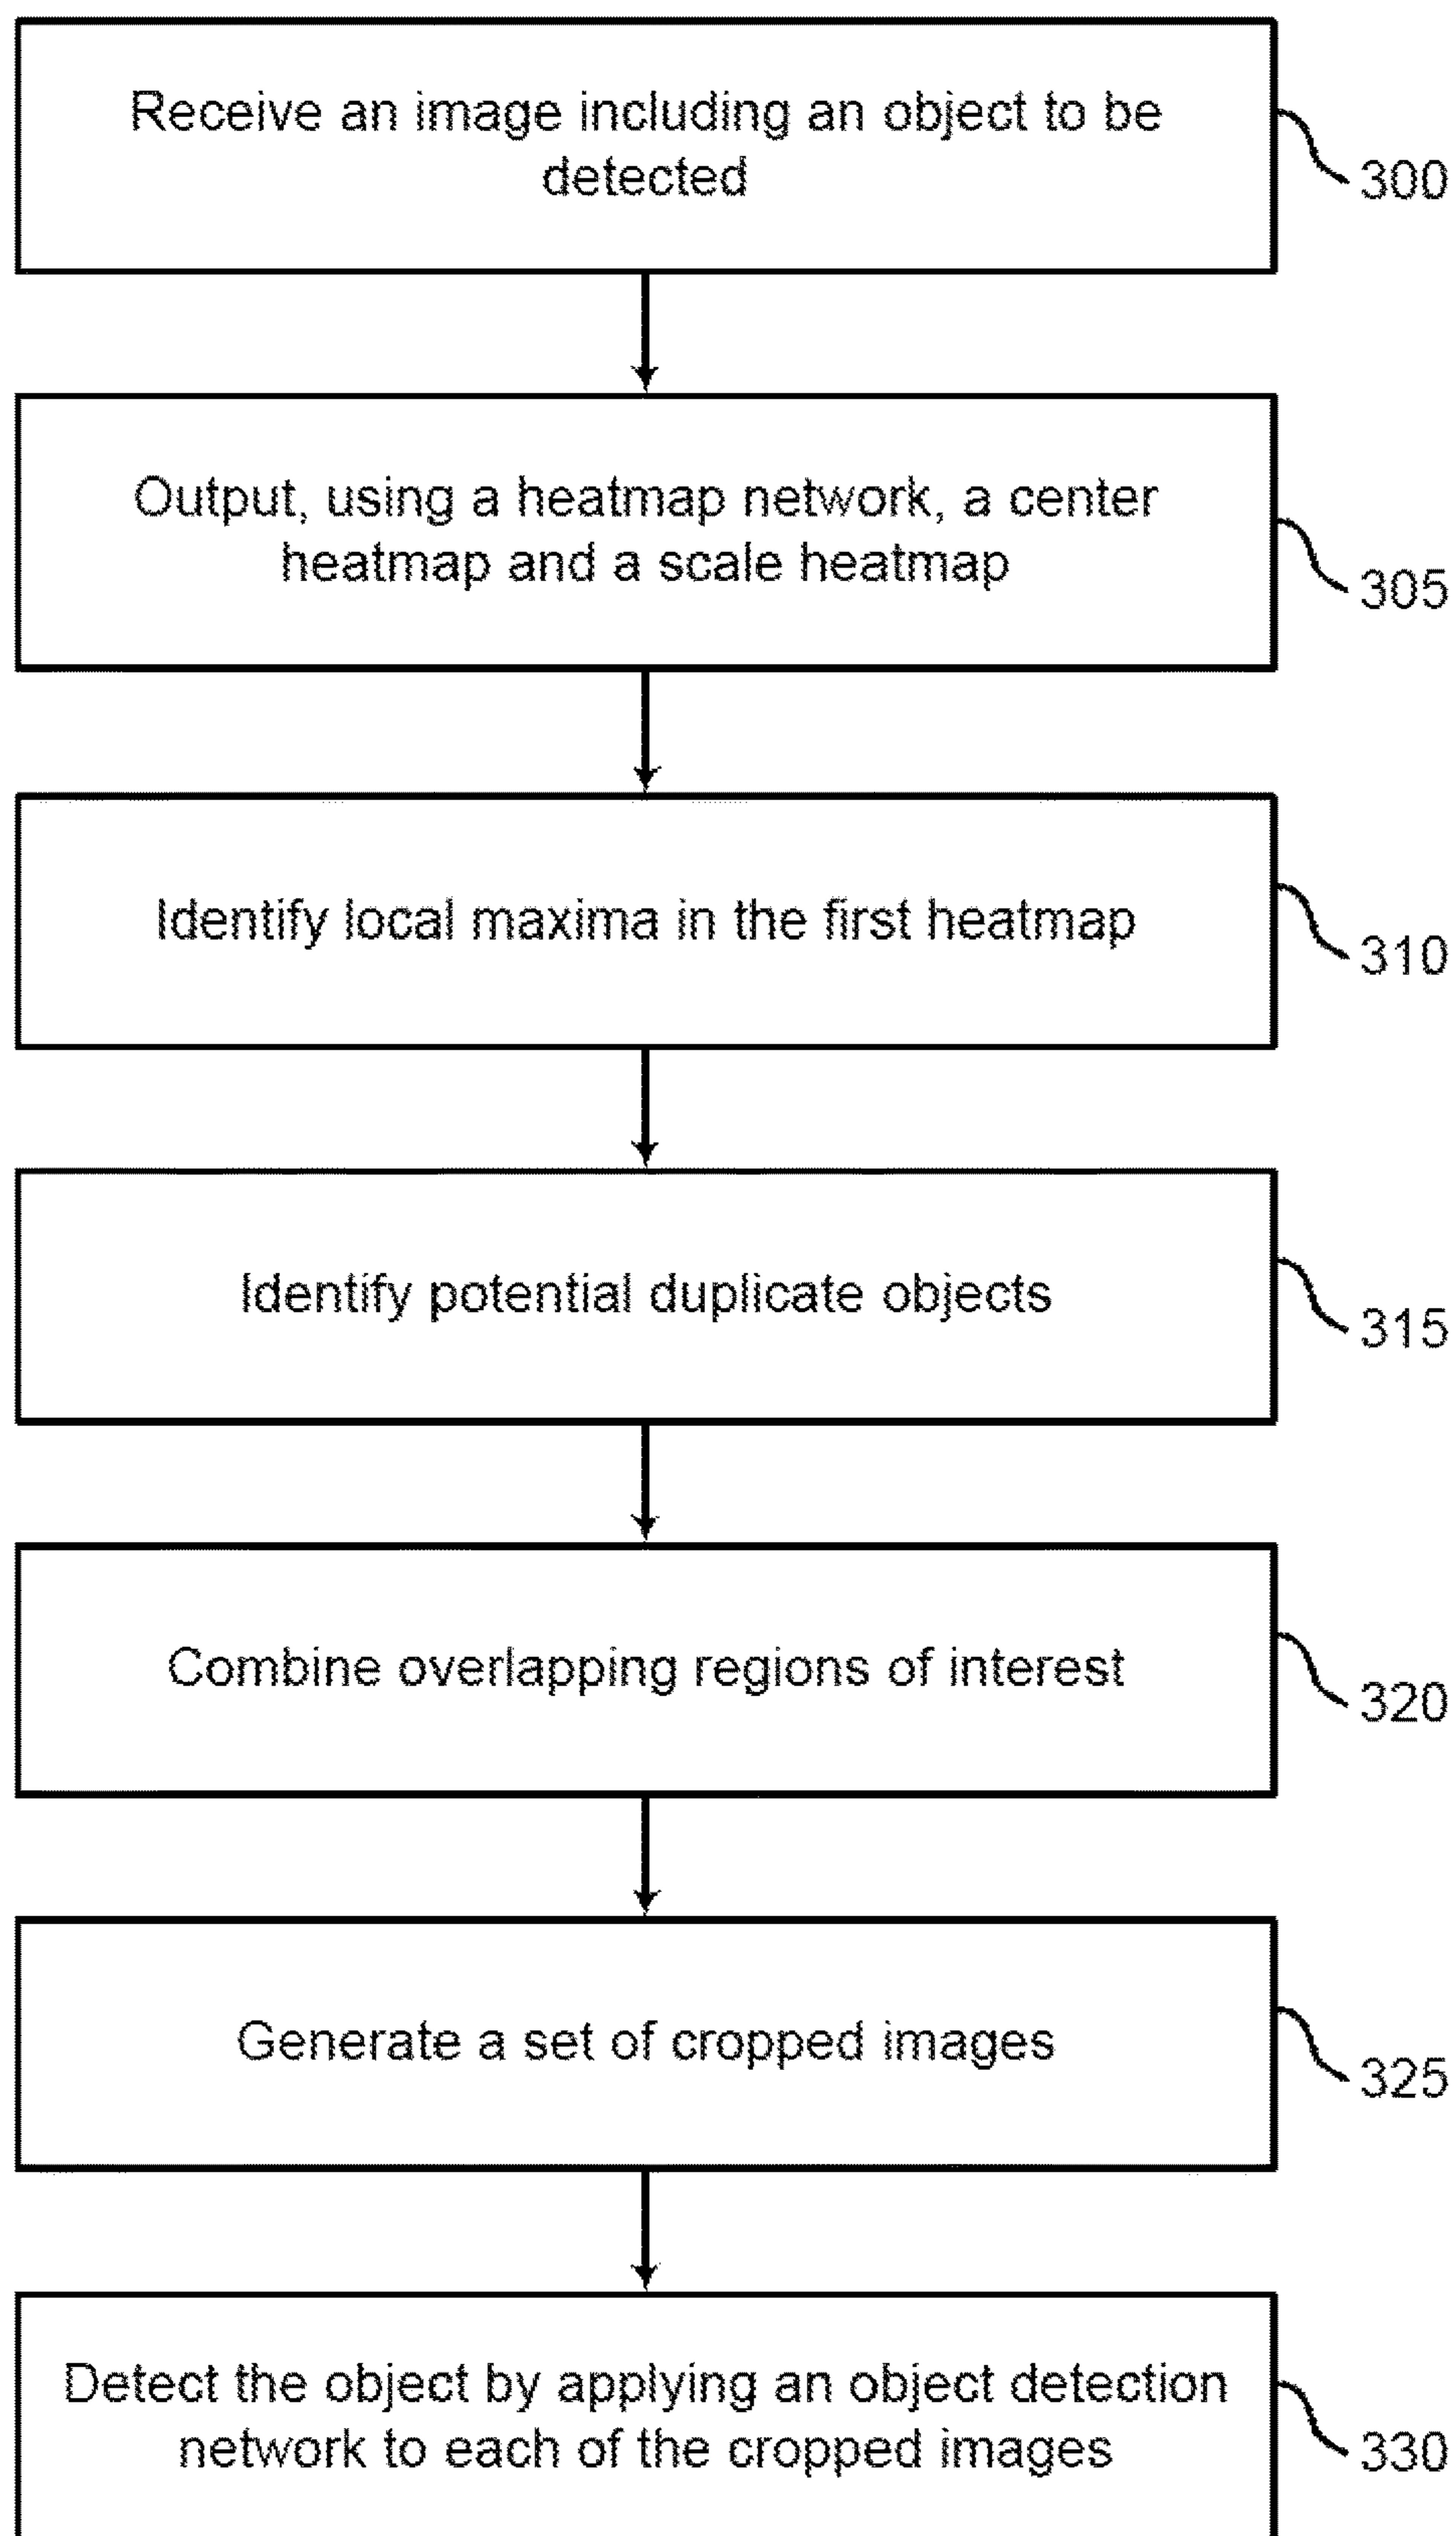 Receive an image including an object to be
detected
300
Output, using a heatmap network, a center
heatmap and a scale heatmap
305
Identify local maxima in the first heatmap
310
Identify potential duplicate objects
315
Combine overlapping regions of interest
320
Generate a set of cropped images
325
Detect the object by applying an object detection
network to each of the cropped images
330